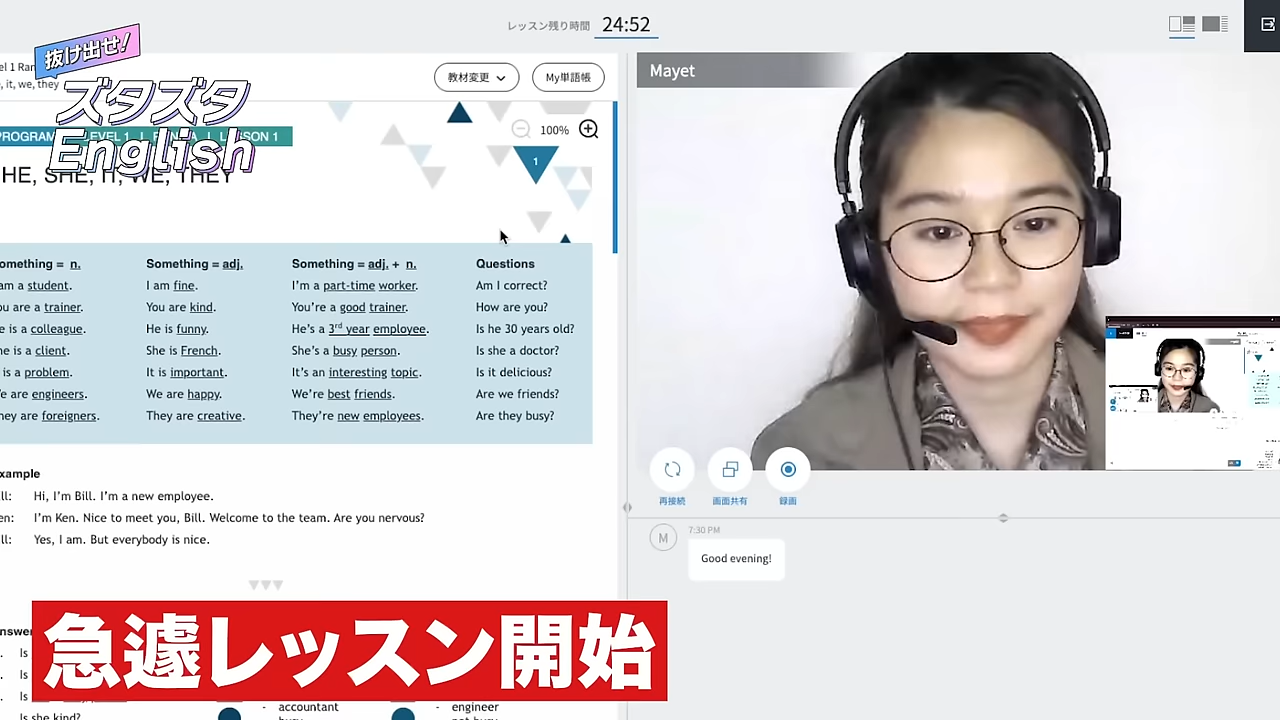 抜け出せ!
ズタズタ
English
レッスン残り時間 24:52
教材変更
My単語帳
100%
1
HE, SHE, IT, WE, THEY
Something = n.
am a student.
are a trainer.
is a colleague.
is a client.
is a problem.
are engineers.
are foreigners.
Something = adj.
I am fine.
You are kind.
He is funny.
She is French.
It is important.
We are happy.
They are creative.
Something = adj. + n.
I'm a part-time worker.
You're a good trainer.
He's a 3rd year employee.
She's a busy person.
It's an interesting topic.
We're best friends.
They're new employees.
Questions
Am I correct?
How are you?
Is he 30 years old?
Is she a doctor?
Is it delicious?
Are we friends?
Are they busy?
xample
ll: Hi, I'm Bill. I'm a new employee.
en: I'm Ken. Nice to meet you, Bill. Welcome to the team. Are you nervous?
ll: Yes, I am. But everybody is nice.
Is she kind?
- accountant
- engineer
急遽レッスン開始
Mayet
再接続
画面共有
録画
M
7:30 PM
Good evening!